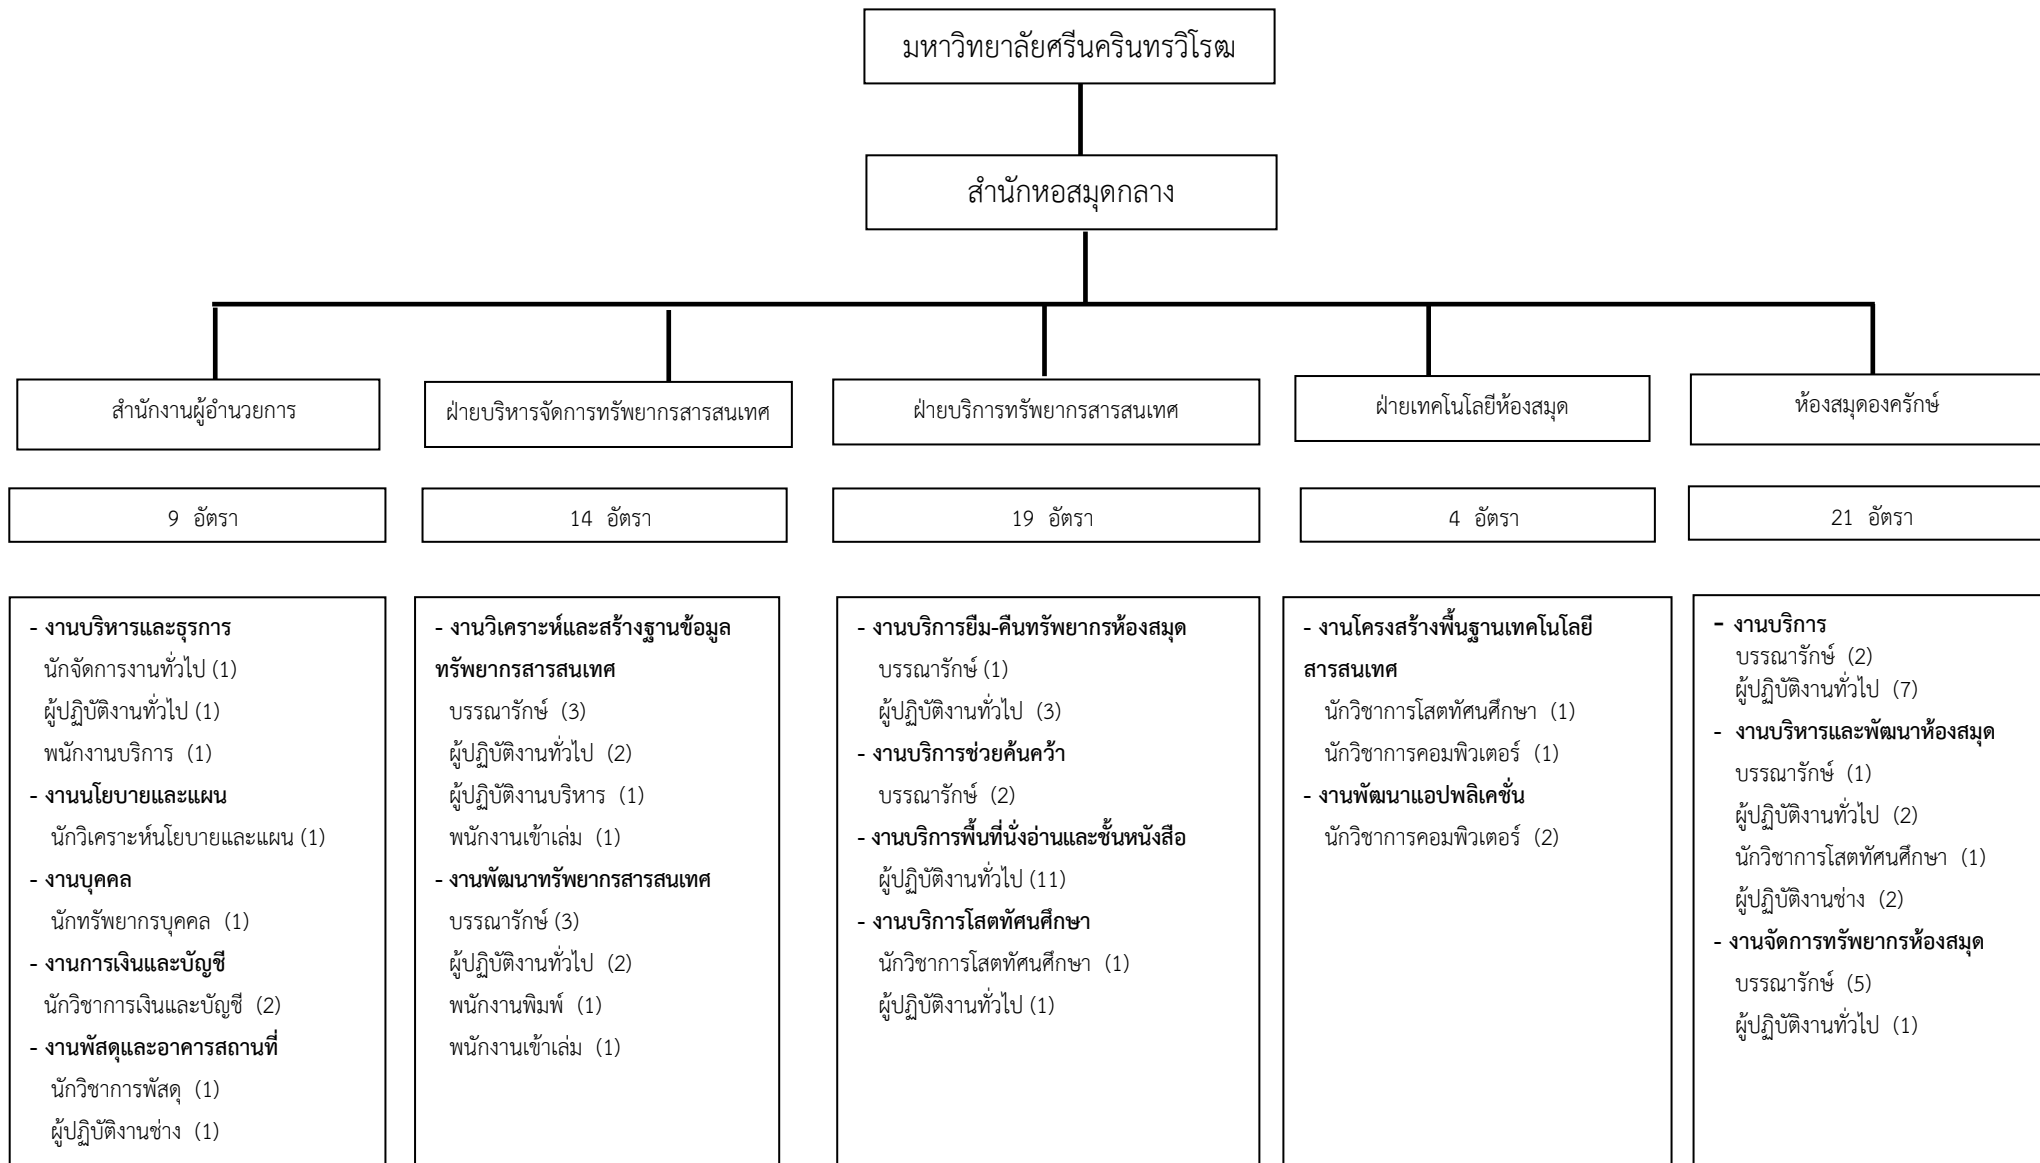 มหาวิทยาลัยศรีนครินทรวิโรฒ
สำนักหอสมุดกลาง
สำนักงานผู้อำนวยการ
ฝ่ายบริหารจัดการทรัพยากรสารสนเทศ
ฝ่ายบริการทรัพยากรสารสนเทศ
ฝ่ายเทคโนโลยีห้องสมุด
ห้องสมุดองครักษ์
9 อัตรา
14 อัตรา
19 อัตรา
4 อัตรา
21 อัตรา
- งานบริหารและธุรการ
นักจัดการงานทั่วไป (1)
ผู้ปฏิบัติงานทั่วไป (1)
พนักงานบริการ (1)
- งานนโยบายและแผน
นักวิเคราะห์นโยบายและแผน (1)
- งานบุคคล
นักทรัพยากรบุคคล (1)
- งานการเงินและบัญชี
นักวิชาการเงินและบัญชี (2)
- งานพัสดุและอาคารสถานที่
นักวิชาการพัสดุ (1)
ผู้ปฏิบัติงานช่าง (1)
- งานวิเคราะห์และสร้างฐานข้อมูล
ทรัพยากรสารสนเทศ
บรรณารักษ์ (3)
ผู้ปฏิบัติงานทั่วไป (2)
ผู้ปฏิบัติงานบริหาร (1)
พนักงานเข้าเล่ม (1)
- งานพัฒนาทรัพยากรสารสนเทศ
บรรณารักษ์ (3)
ผู้ปฏิบัติงานทั่วไป (2)
พนักงานพิมพ์ (1)
พนักงานเข้าเล่ม (1)
- งานบริการยืม-คืนทรัพยากรห้องสมุด
บรรณารักษ์ (1)
ผู้ปฏิบัติงานทั่วไป (3)
- งานบริการช่วยค้นคว้า
บรรณารักษ์ (2)
- งานบริการพื้นที่นั่งอ่านและชั้นหนังสือ
ผู้ปฏิบัติงานทั่วไป (11)
- งานบริการโสตทัศนศึกษา
นักวิชาการโสตทัศนศึกษา (1)
ผู้ปฏิบัติงานทั่วไป (1)
- งานโครงสร้างพื้นฐานเทคโนโลยี
สารสนเทศ
นักวิชาการโสตทัศนศึกษา (1)
นักวิชาการคอมพิวเตอร์ (1)
- งานพัฒนาแอปพลิเคชั่น
นักวิชาการคอมพิวเตอร์ (2)
- งานบริการ
บรรณารักษ์ (2)
ผู้ปฏิบัติงานทั่วไป (7)
- งานบริหารและพัฒนาห้องสมุด
บรรณารักษ์ (1)
ผู้ปฏิบัติงานทั่วไป (2)
นักวิชาการโสตทัศนศึกษา (1)
ผู้ปฏิบัติงานช่าง (2)
- งานจัดการทรัพยากรห้องสมุด
บรรณารักษ์ (5)
ผู้ปฏิบัติงานทั่วไป (1)